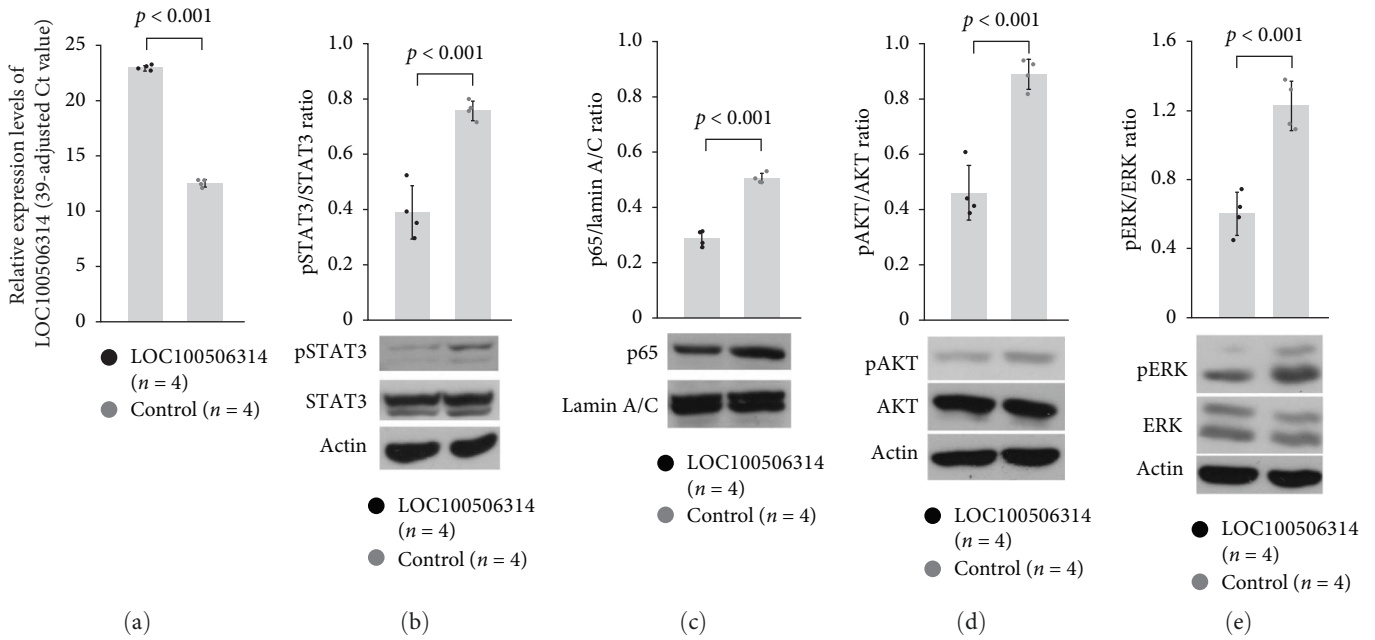 p < 0.001
Relative expression levels of
LOC100506314 (39-adjusted Ct value)
25
20
15
10
5
0
LOC100506314
(n = 4)
Control (n = 4)
(a)
p < 0.001
pSTAT3/STAT3 ratio
1.0
0.8
0.6
0.4
0.2
0
pSTAT3
STAT3
Actin
LOC100506314
(n = 4)
Control (n = 4)
(b)
p < 0.001
p65/lamin A/C ratio
1.0
0.8
0.6
0.4
0.2
0
p65
Lamin A/C
LOC100506314
(n = 4)
Control (n = 4)
(c)
p < 0.001
pAKT/AKT ratio
1.0
0.8
0.6
0.4
0.2
0
pAKT
AKT
Actin
LOC100506314
(n = 4)
Control (n = 4)
(d)
p < 0.001
pERK/ERK ratio
1.6
1.2
0.8
0.4
0
pERK
ERK
Actin
LOC100506314
(n = 4)
Control (n = 4)
(e)